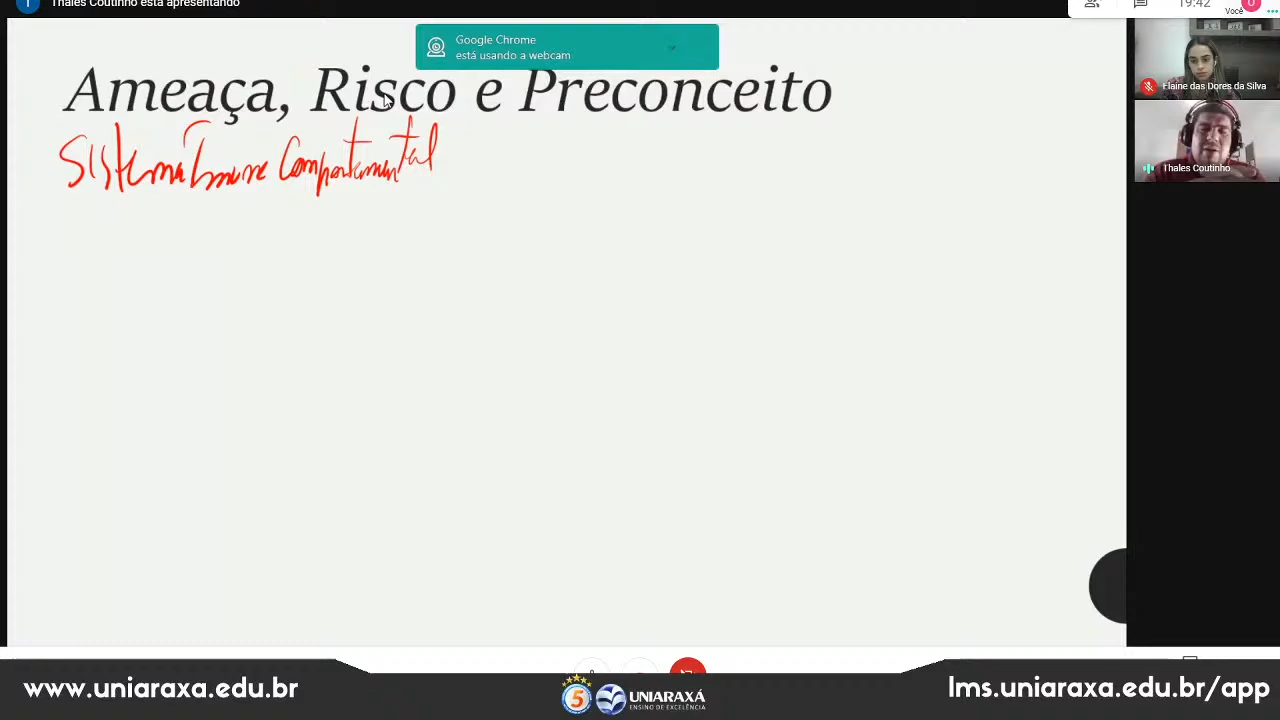 Thales Coutinho está apresentando
19:42
Você
Google Chrome
está usando a webcam
Ameaça, Risco e Preconceito
Sistema Imune Comportamental
Elaine das Dores da Silva
Thales Coutinho
www.uniaraxa.edu.br
5
UNIARAXÁ
ENSINO DE EXCELÊNCIA
lms.uniaraxa.edu.br/app